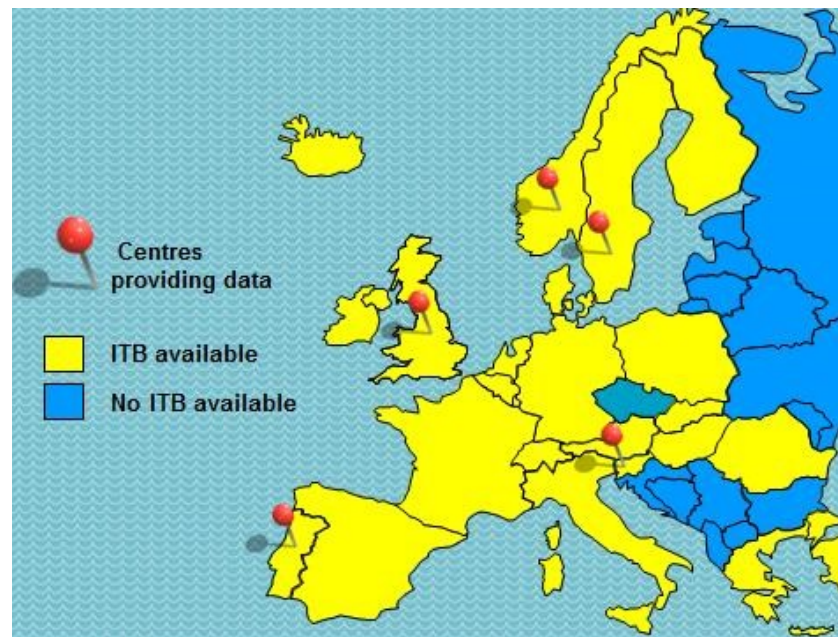 Centres
providing data
ITB available
No ITB available